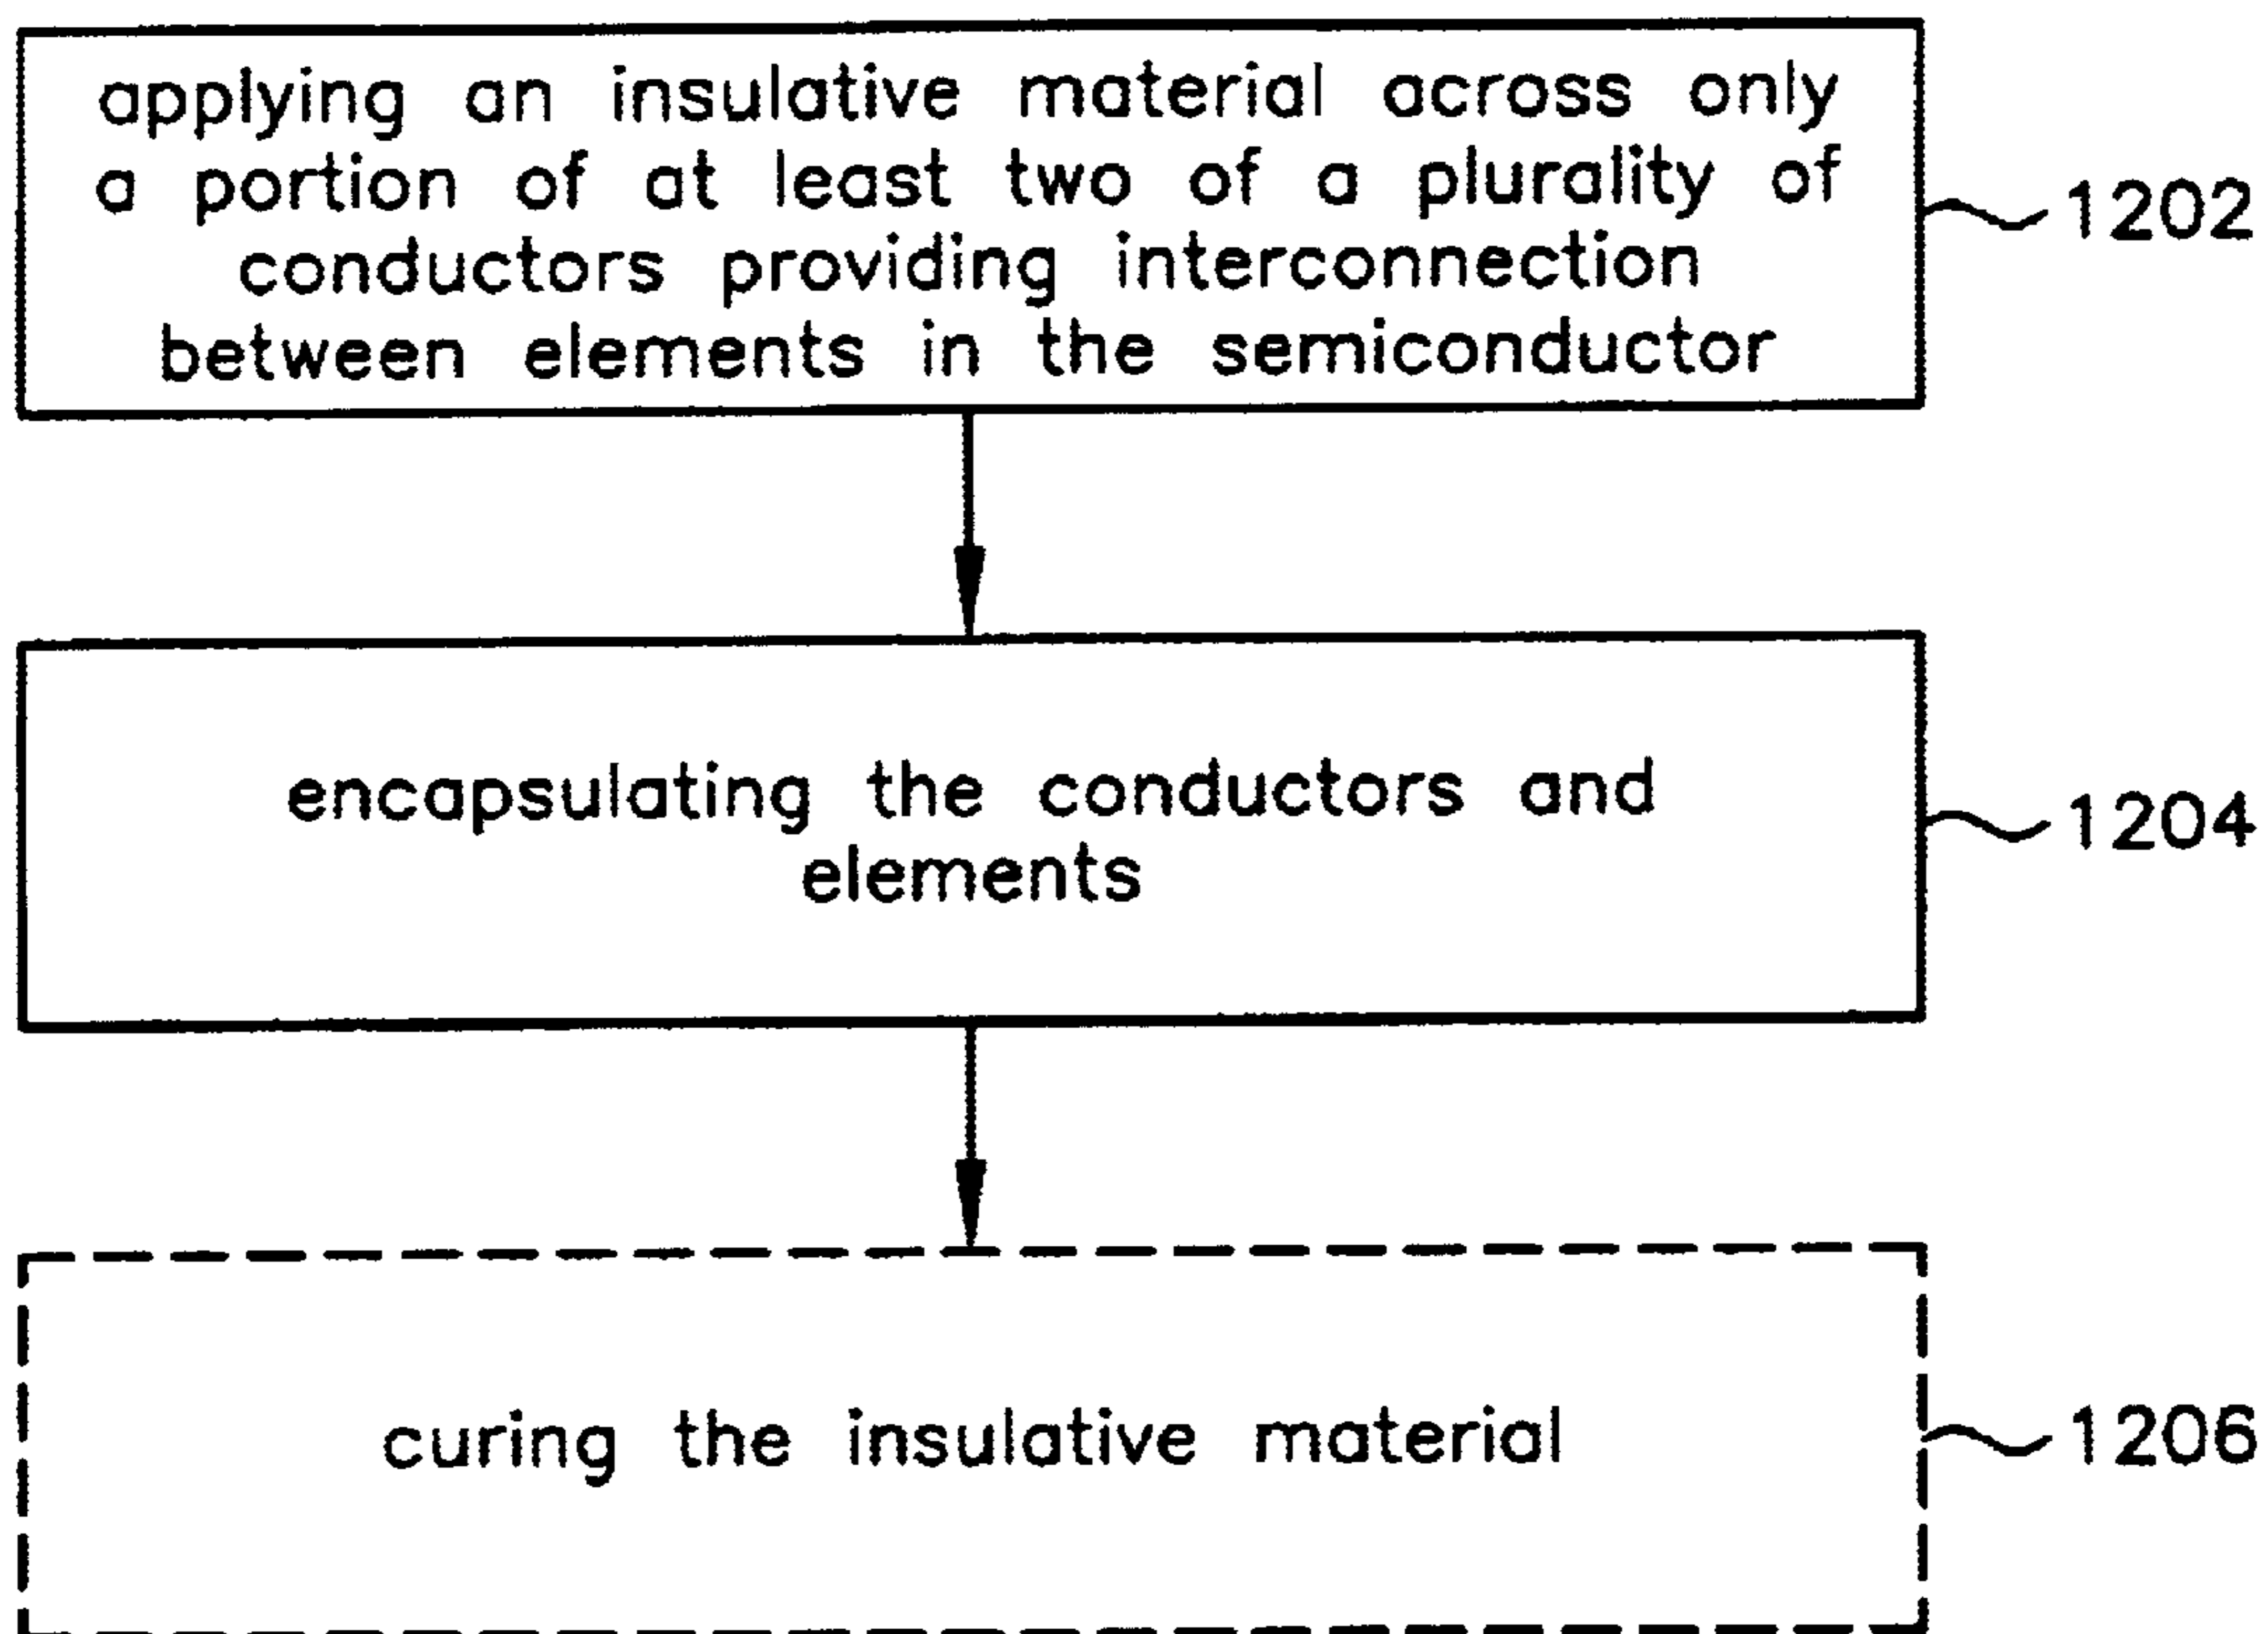 applying an insulative material across only
a portion of at least two of a plurality of
conductors providing interconnection
between elements in the semiconductor
1202
encapsulating the conductors and
elements
1204
curing the insulative material
1206